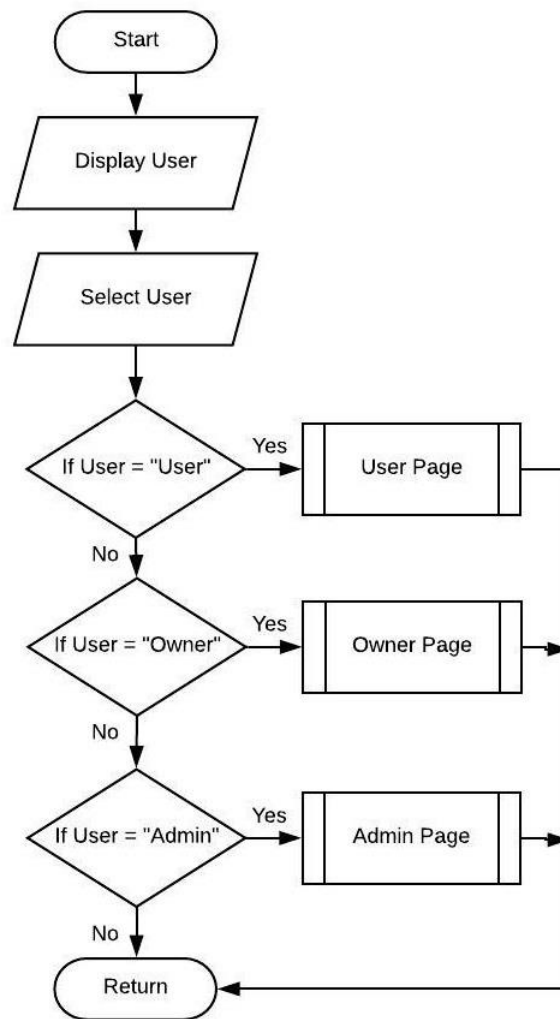 Start
Display User
Select User
If User = "User"
Yes
User Page
No
If User = "Owner"
Yes
Owner Page
No
If User = "Admin"
Yes
Admin Page
No
Return